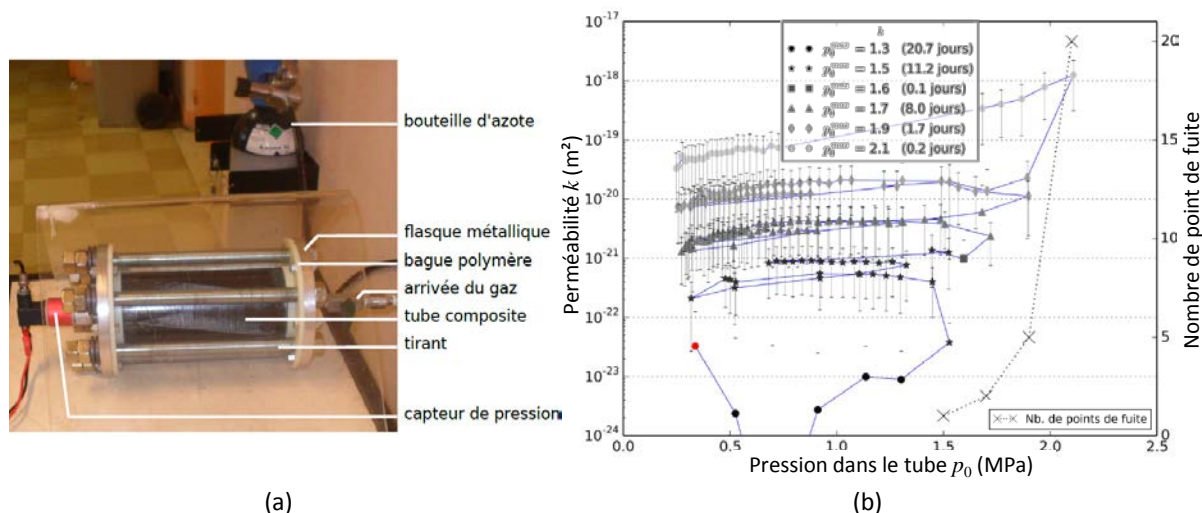 bouteille d'azote
flasque métallique
bague polymère
arrivée du gaz
tube composite
tirant
capteur de pression
(a)
Perméabilité k (m²)
10⁻¹⁷
10⁻¹⁸
10⁻¹⁹
10⁻²⁰
10⁻²¹
10⁻²²
10⁻²³
10⁻²⁴
k
= 1.3 (20.7 jours)
= 1.5 (11.2 jours)
= 1.6 (0.1 jours)
= 1.7 (8.0 jours)
= 1.9 (1.7 jours)
= 2.1 (0.2 jours)
Nb. de points de fuite
0.0 0.5 1.0 1.5 2.0 2.5
Pression dans le tube p₀ (MPa)
20
15
10
5
0
Nombre de point de fuite
(b)